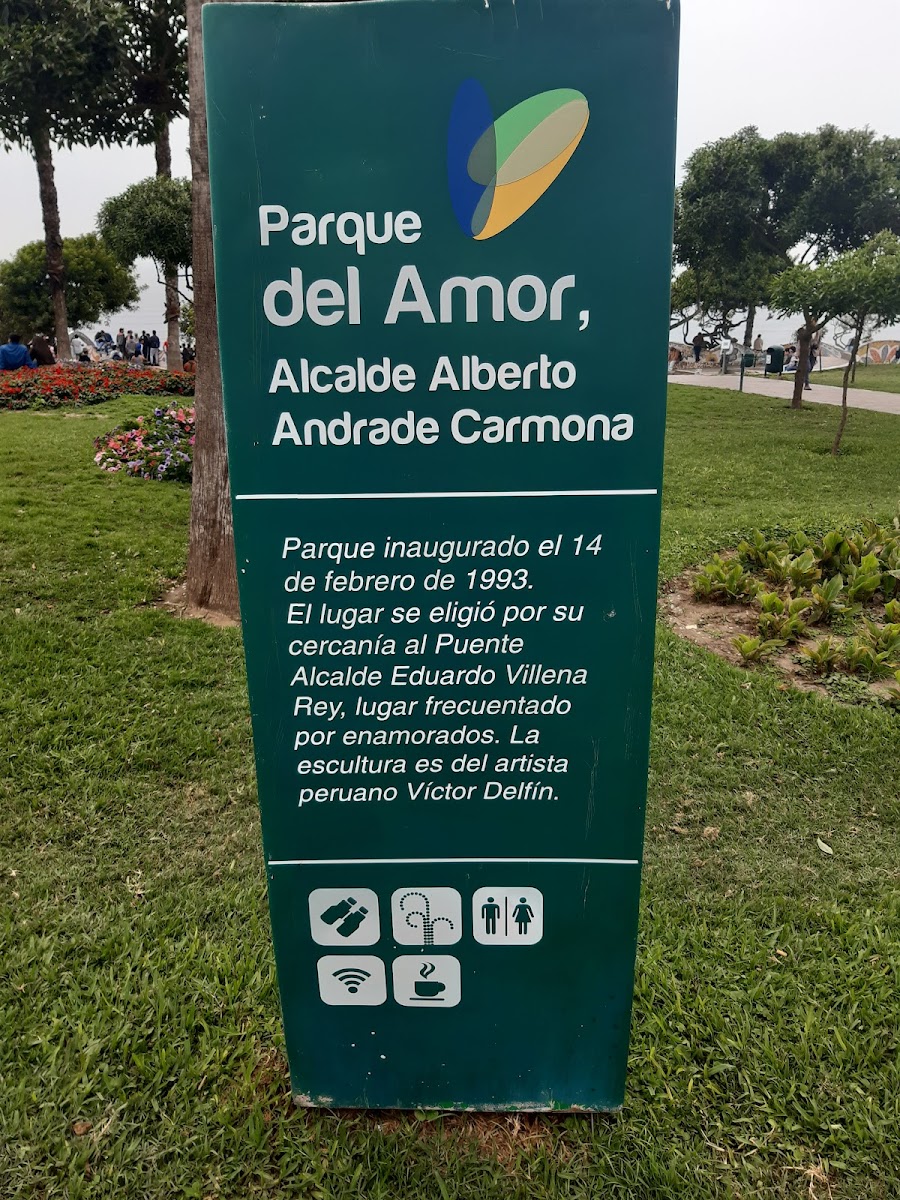 Parque
del Amor,
Alcalde Alberto
Andrade Carmona
Parque inaugurado el 14
de febrero de 1993.
El lugar se eligió por su
cercanía al Puente
Alcalde Eduardo Villena
Rey, lugar frecuentado
por enamorados. La
escultura es del artista
peruano Víctor Delfín.